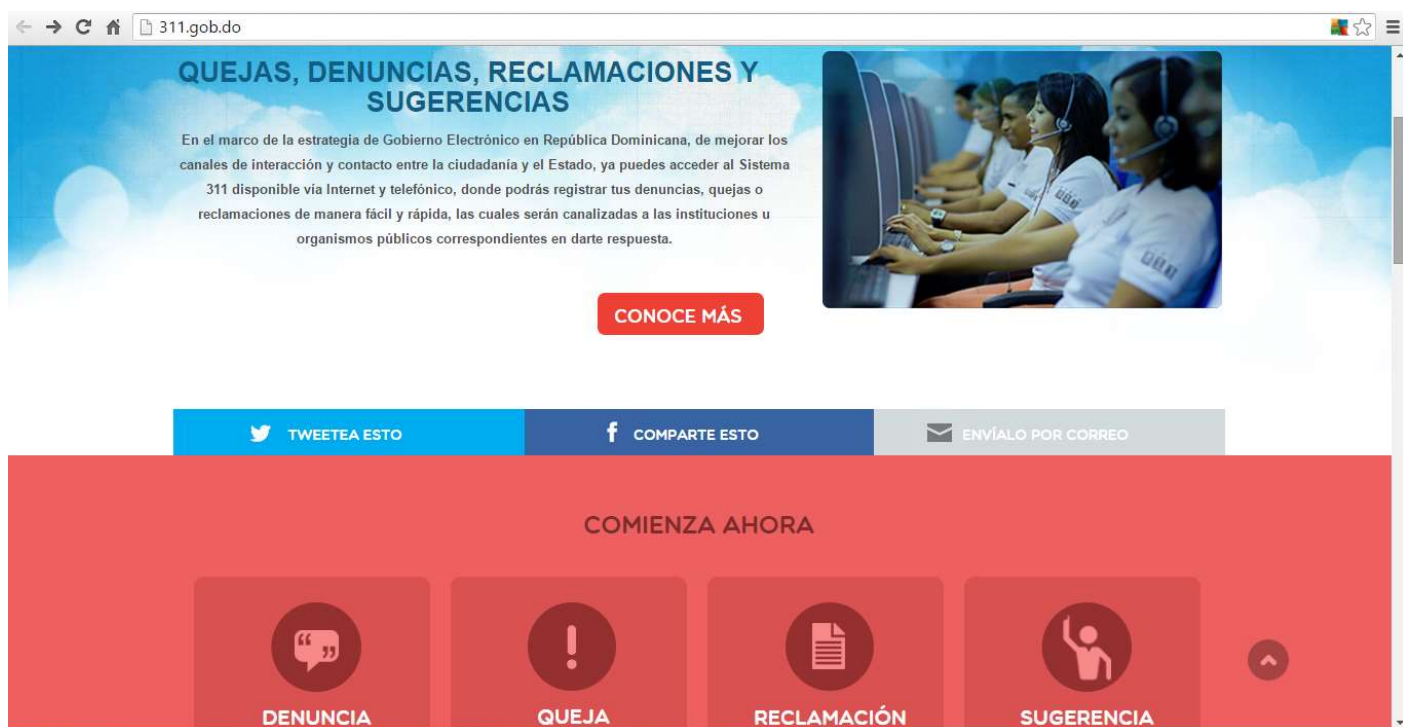 311.gob.do
QUEJAS, DENUNCIAS, RECLAMACIONES Y
SUGERENCIAS
En el marco de la estrategia de Gobierno Electrónico en República Dominicana, de mejorar los
canales de interacción y contacto entre la ciudadanía y el Estado, ya puedes acceder al Sistema
311 disponible vía Internet y telefónico, donde podrás registrar tus denuncias, quejas o
reclamaciones de manera fácil y rápida, las cuales serán canalizadas a las instituciones u
organismos públicos correspondientes en darte respuesta.
CONOCE MÁS
TWEETEA ESTO
COMPARTE ESTO
ENVÍALO POR CORREO
COMIENZA AHORA
DENUNCIA
QUEJA
RECLAMACIÓN
SUGERENCIA